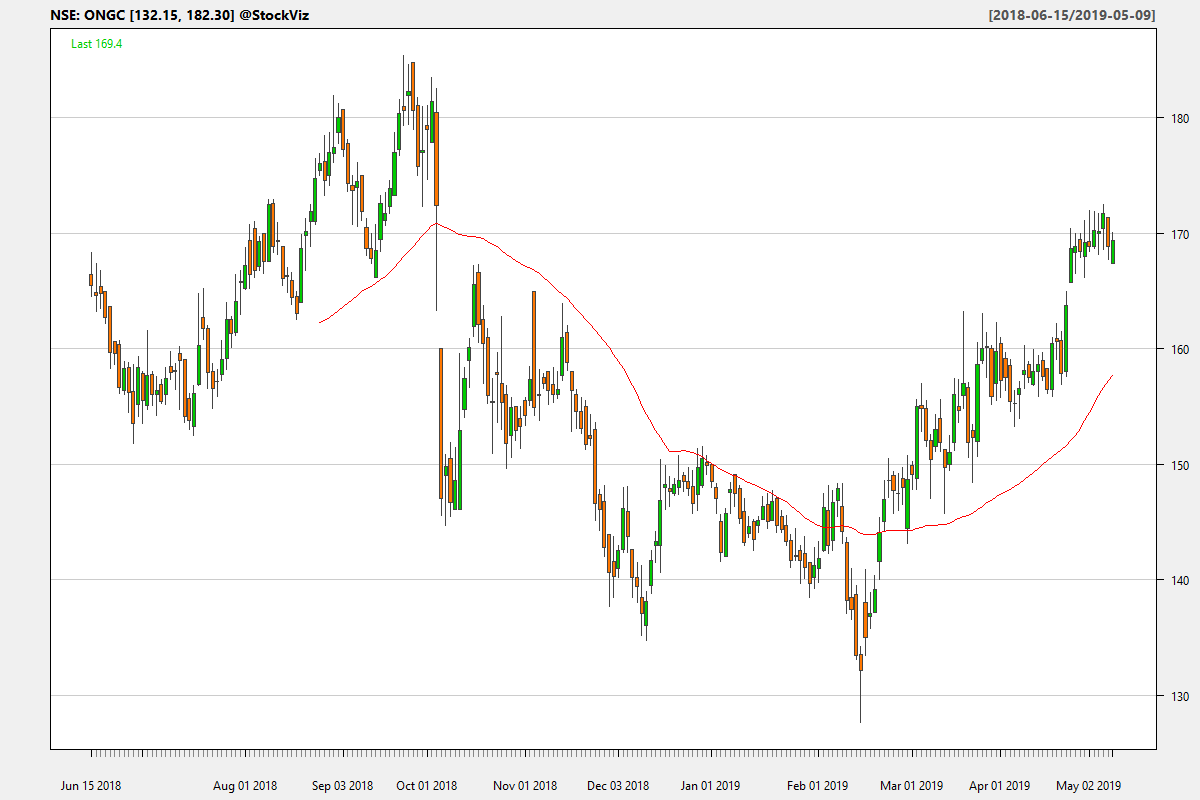 NSE: ONGC [132.15, 182.30] @StockViz
[2018-06-15/2019-05-09]
Last 169.4
180
170
160
150
140
130
Jun 15 2018
Aug 01 2018
Sep 03 2018
Oct 01 2018
Nov 01 2018
Dec 03 2018
Jan 01 2019
Feb 01 2019
Mar 01 2019
Apr 01 2019
May 02 2019